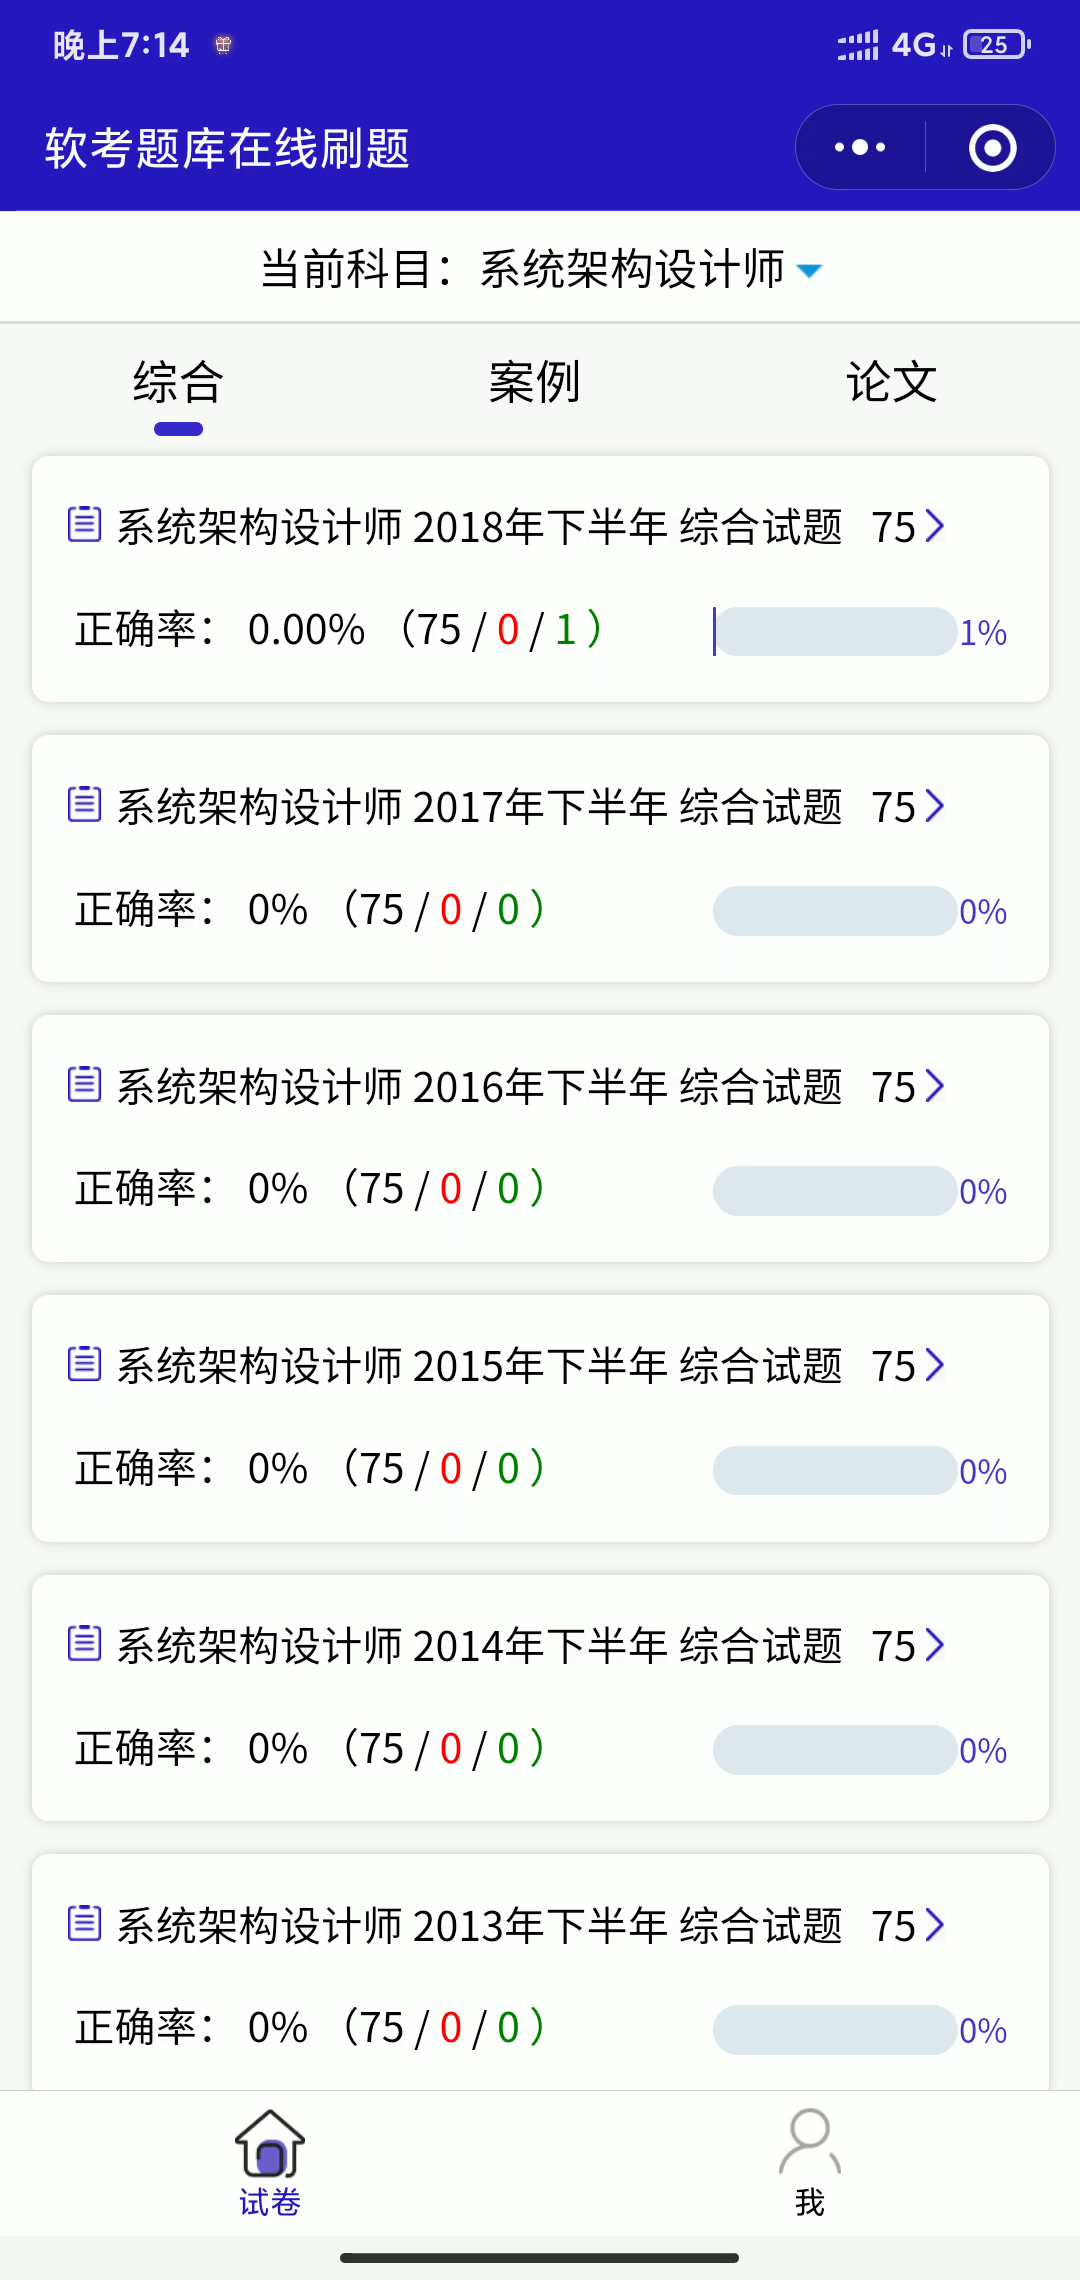 晚上7:14 4G 25
软考题库在线刷题
当前科目：系统架构设计师
综合 案例 论文
系统架构设计师 2018年下半年 综合试题 75
正确率： 0.00% （75 / 0 / 1） 1%
系统架构设计师 2017年下半年 综合试题 75
正确率： 0% （75 / 0 / 0） 0%
系统架构设计师 2016年下半年 综合试题 75
正确率： 0% （75 / 0 / 0） 0%
系统架构设计师 2015年下半年 综合试题 75
正确率： 0% （75 / 0 / 0） 0%
系统架构设计师 2014年下半年 综合试题 75
正确率： 0% （75 / 0 / 0） 0%
系统架构设计师 2013年下半年 综合试题 75
正确率： 0% （75 / 0 / 0） 0%
试卷 我